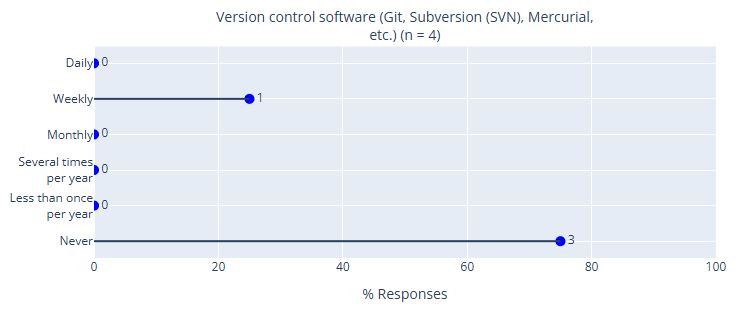 Version control software (Git, Subversion (SVN), Mercurial,
etc.) (n = 4)
Daily 0
Weekly 1
Monthly 0
Several times
per year 0
Less than once
per year 0
Never 3
0 20 40 60 80 100
% Responses